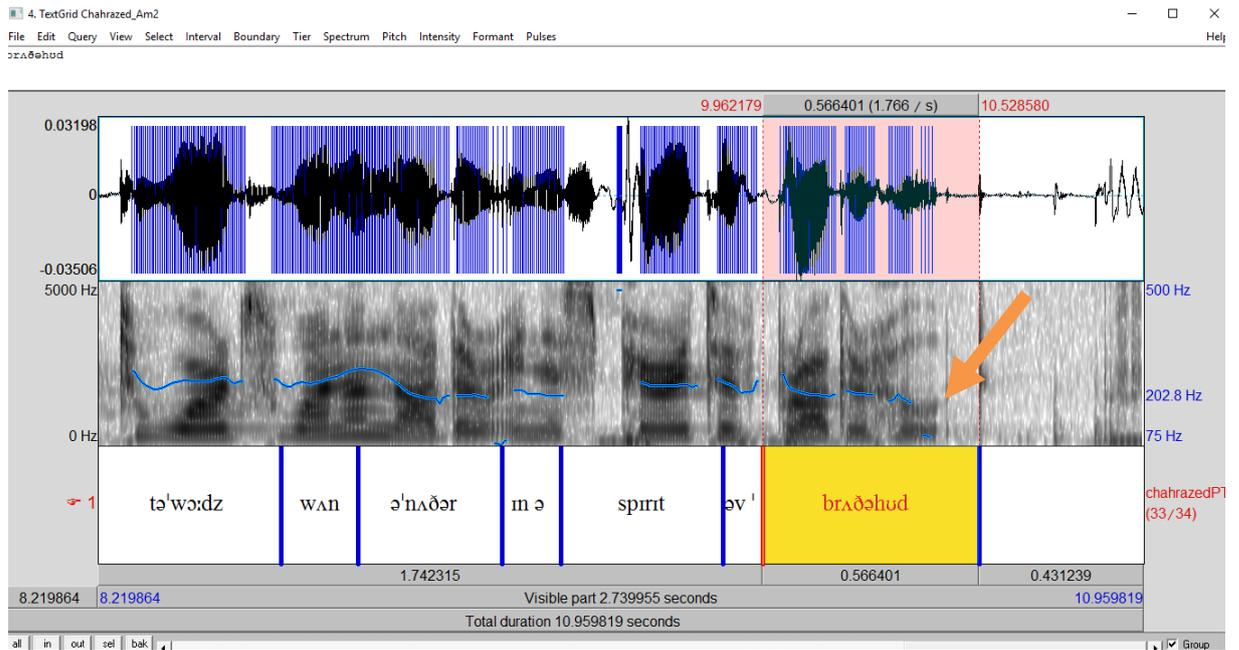 4. TextGrid Chahrazed_Am2
File Edit Query View Select Interval Boundary Tier Spectrum Pitch Intensity Formant Pulses Help
brʌðəhʊd
9.962179 0.566401 (1.766 / s) 10.528580
0.03198
0
-0.03506
5000 Hz 500 Hz
202.8 Hz
0 Hz 75 Hz
☞ 1 təˈwɔːdz wʌn əˈnʌðər ɪn ə spɪrɪt əv ˈ brʌðəhʊd chahrazedPT
(33/34)
1.742315 0.566401 0.431239
8.219864 8.219864 Visible part 2.739955 seconds 10.959819
Total duration 10.959819 seconds
all in out sel bak Group